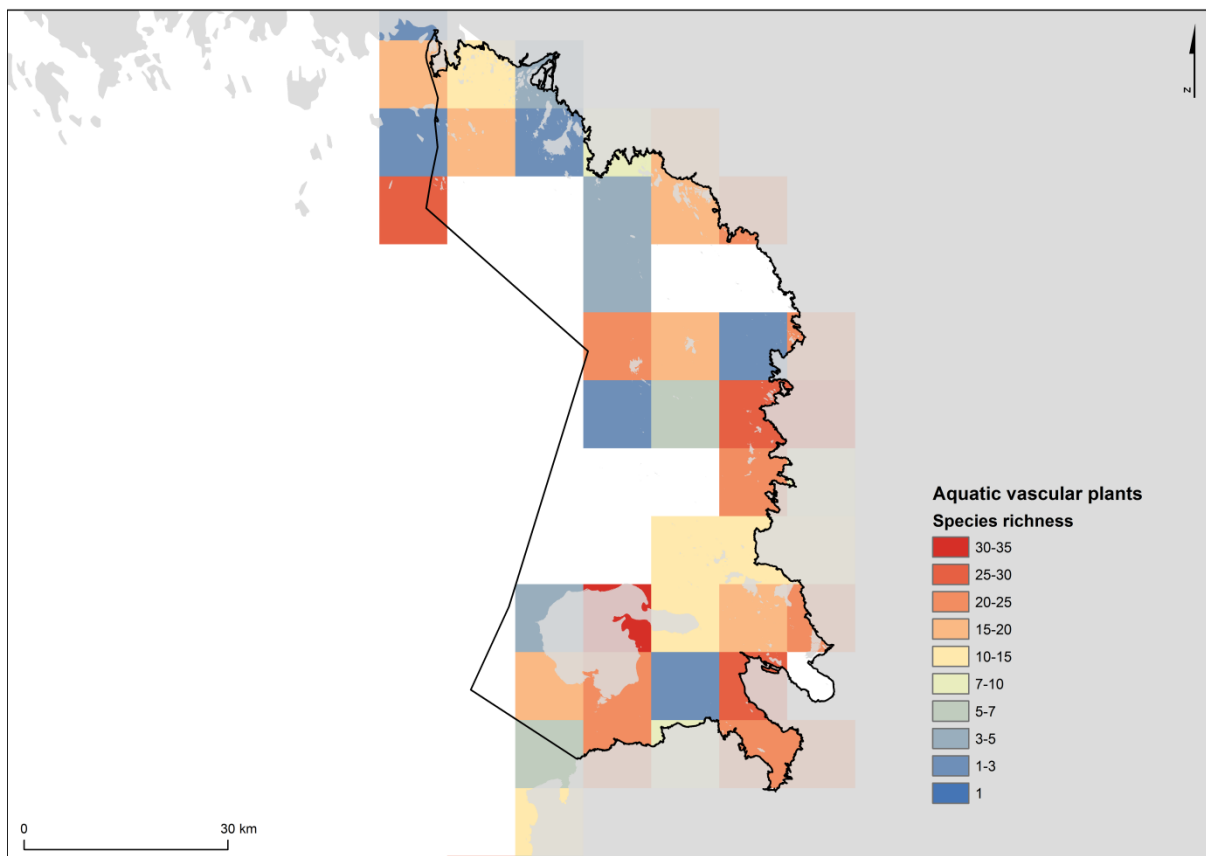 z
Aquatic vascular plants
Species richness
30-35
25-30
20-25
15-20
10-15
7-10
5-7
3-5
1-3
1
0 30 km